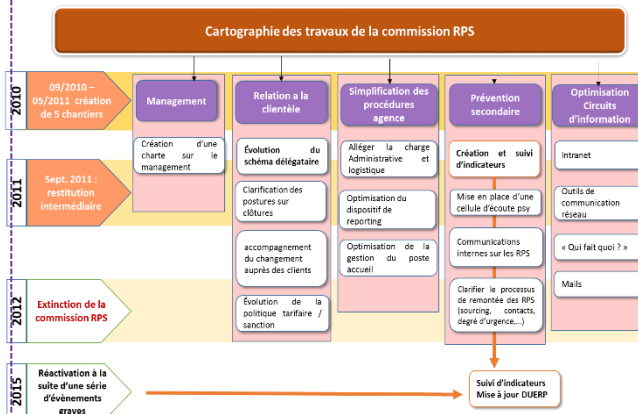 Cartographie des travaux de la commission RPS
2010
09/2010 –
05/2011 création
de 5 chantiers
Management
Relation a la
clientèle
Simplification des
procédures
agence
Prévention
secondaire
Optimisation
Circuits
d'information
2011
Sept. 2011 :
restitution
intermédiaire
Création d'une
charte sur le
management
Évolution du
schéma délégataire
Clarification des
postures sur
clôtures
accompagnement
du changement
auprès des clients
Évolution de la
politique tarifaire /
sanction
Alléger la charge
Administrative et
logistique
Optimisation du
dispositif de
reporting
Optimisation de la
gestion du poste
accueil
Création et suivi
d'indicateurs
Mise en place d'une
cellule d'écoute psy
Communications
internes sur les RPS
Clarifier le processus
de remontée des RPS
(sourcing, contacts,
degré d'urgence,...)
Intranet
Outils de
communication
réseau
« Qui fait quoi ? »
Mails
2012
Extinction de la
commission RPS
2015
Réactivation à la
suite d'une série
d'évènements
graves
Suivi d'indicateurs
Mise à jour DUERP